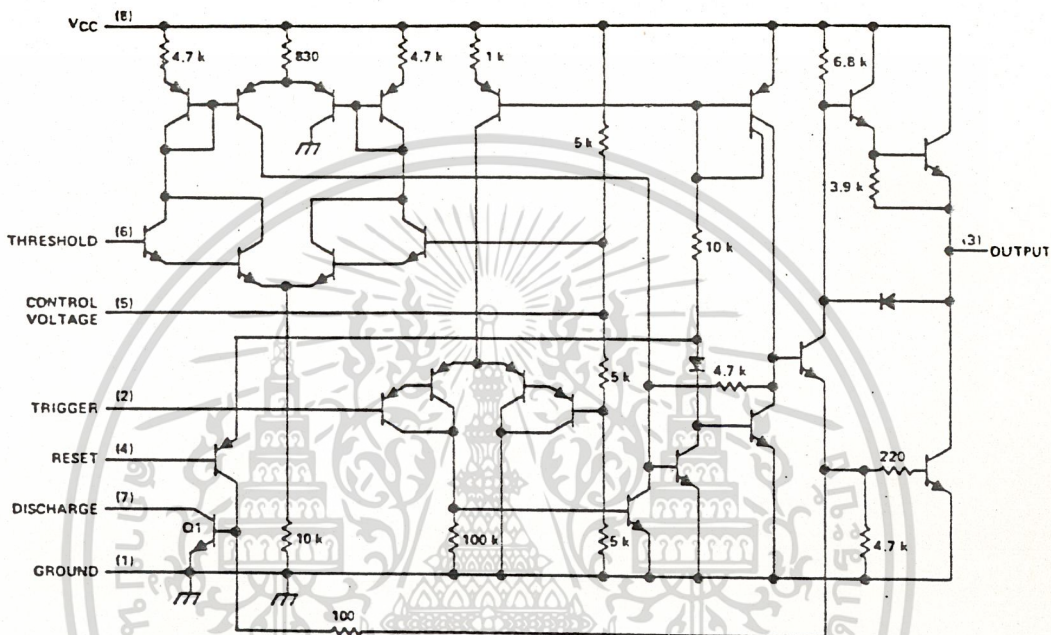 VCC (8)
4.7 k
830
4.7 k
1 k
6.8 k
5 k
3.9 k
THRESHOLD (6)
10 k
(3) OUTPUT
CONTROL
VOLTAGE (5)
5 k
4.7 k
TRIGGER (2)
RESET (4)
220
DISCHARGE (7)
Q1
10 k
100 k
5 k
4.7 k
GROUND (1)
100